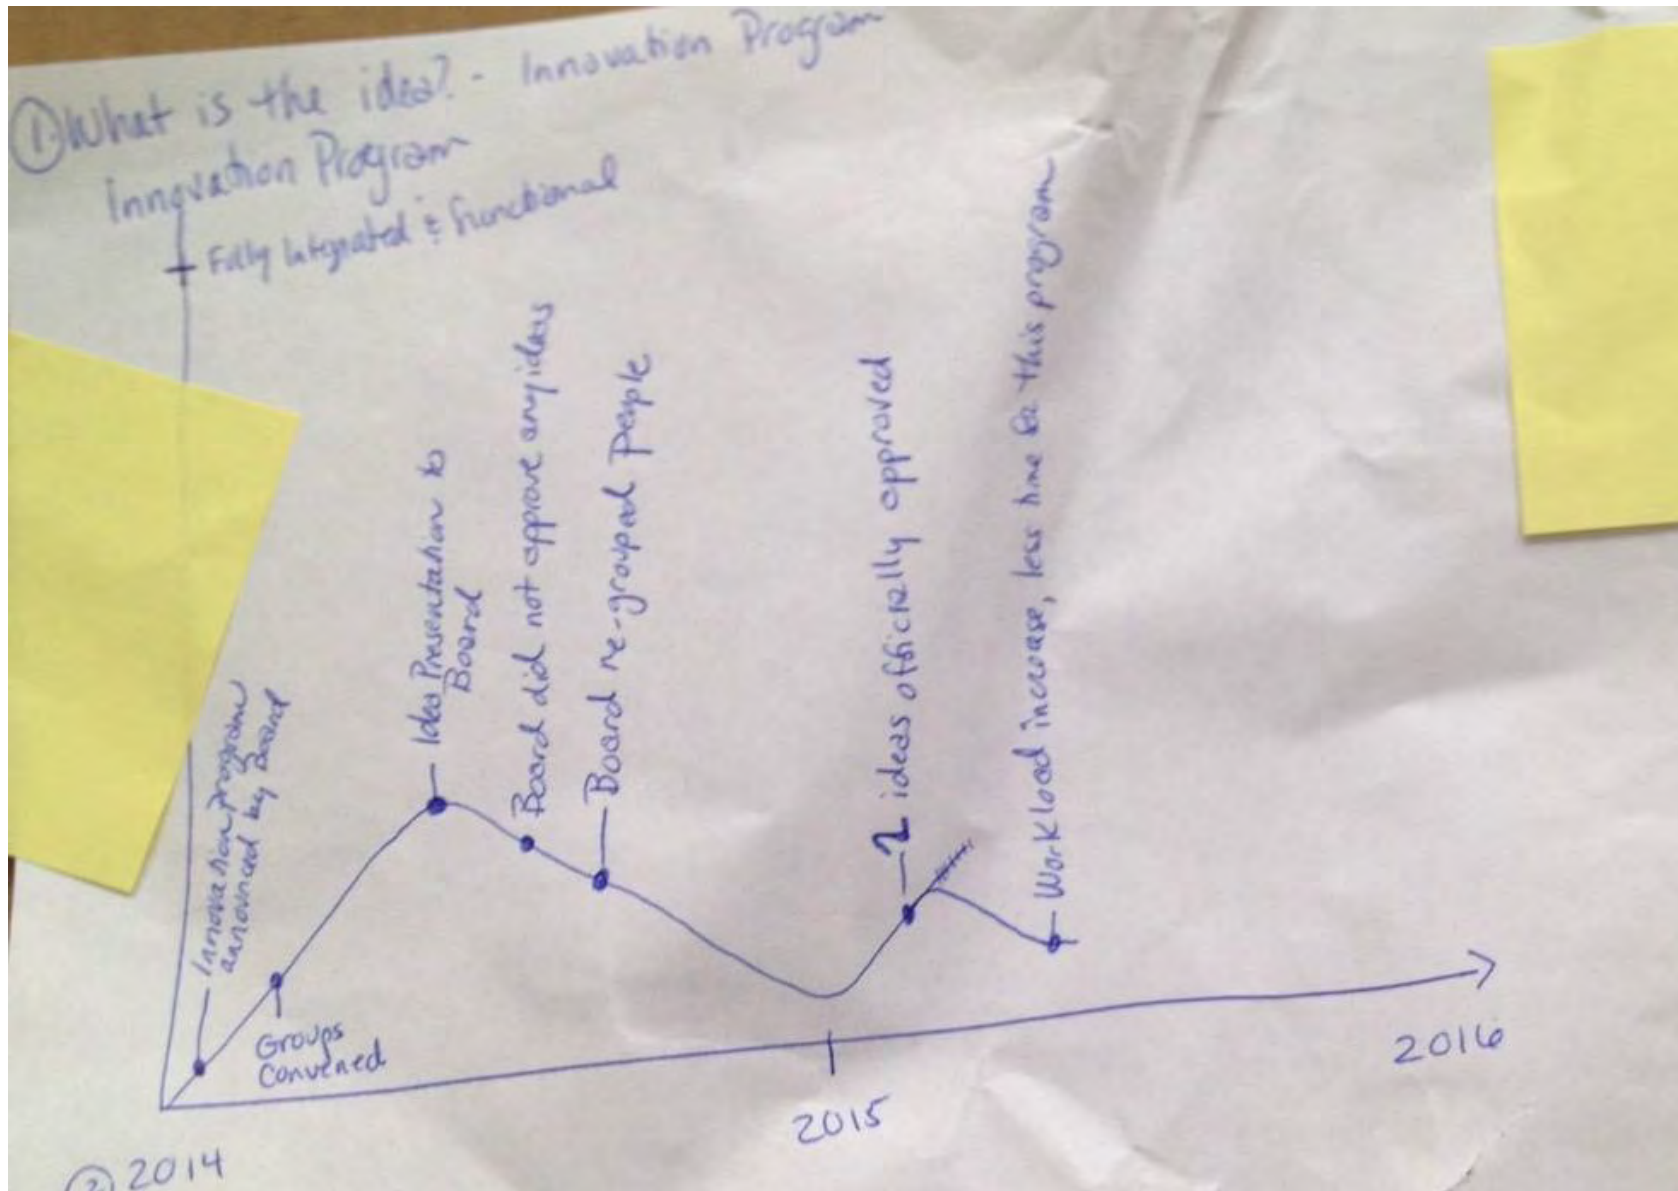 ① What is the idea? - Innovation Program
Innovation Program
Fully Integrated & functional
Innovation program
announced by Board
Groups
Convened
Idea Presentation to
Board
Board did not approve any ideas
Board re-grouped people
2 ideas officially approved
Workload increase, less time for this program
② 2014
2015
2016